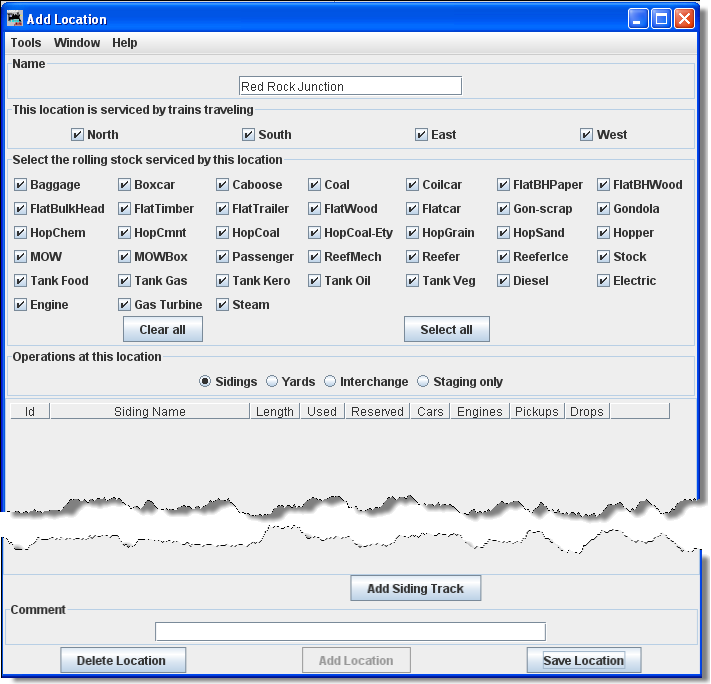 Add Location
Tools Window Help
Name
Red Rock Junction
This location is serviced by trains traveling
North South East West
Select the rolling stock serviced by this location
Baggage Boxcar Caboose Coal Coilcar FlatBHPaper FlatBHWood
FlatBulkHead FlatTimber FlatTrailer FlatWood Flatcar Gon-scrap Gondola
HopChem HopCmnt HopCoal HopCoal-Ety HopGrain HopSand Hopper
MOW MOWBox Passenger ReefMech Reefer ReeferIce Stock
Tank Food Tank Gas Tank Kero Tank Oil Tank Veg Diesel Electric
Engine Gas Turbine Steam
Clear all Select all
Operations at this location
Sidings Yards Interchange Staging only
Id Siding Name Length Used Reserved Cars Engines Pickups Drops
Add Siding Track
Comment
Delete Location Add Location Save Location